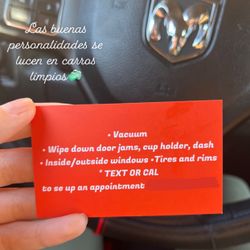 Las buenas
personalidades se
lucen en carros
limpios
• Vacuum
• Wipe down door jams, cup holder, dash
• Inside/outside windows •Tires and rims
* TEXT OR CAL
to se up an appointment